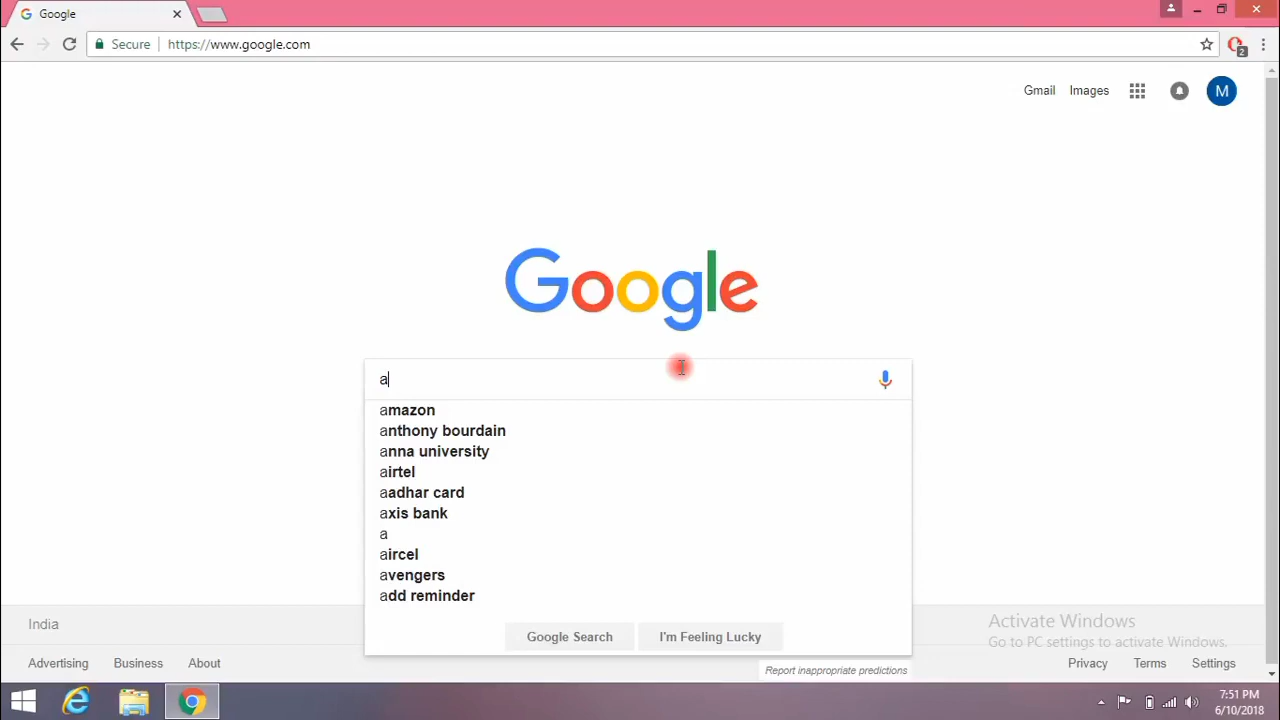 Google
Secure
https://www.google.com
2
Gmail
Images
M
Google
a
amazon
anthony bourdain
anna university
airtel
aadhar card
axis bank
a
aircel
avengers
add reminder
Google Search
I'm Feeling Lucky
Report inappropriate predictions
India
Advertising
Business
About
Activate Windows
Go to PC settings to activate Windows.
Privacy
Terms
Settings
7:51 PM
6/10/2018